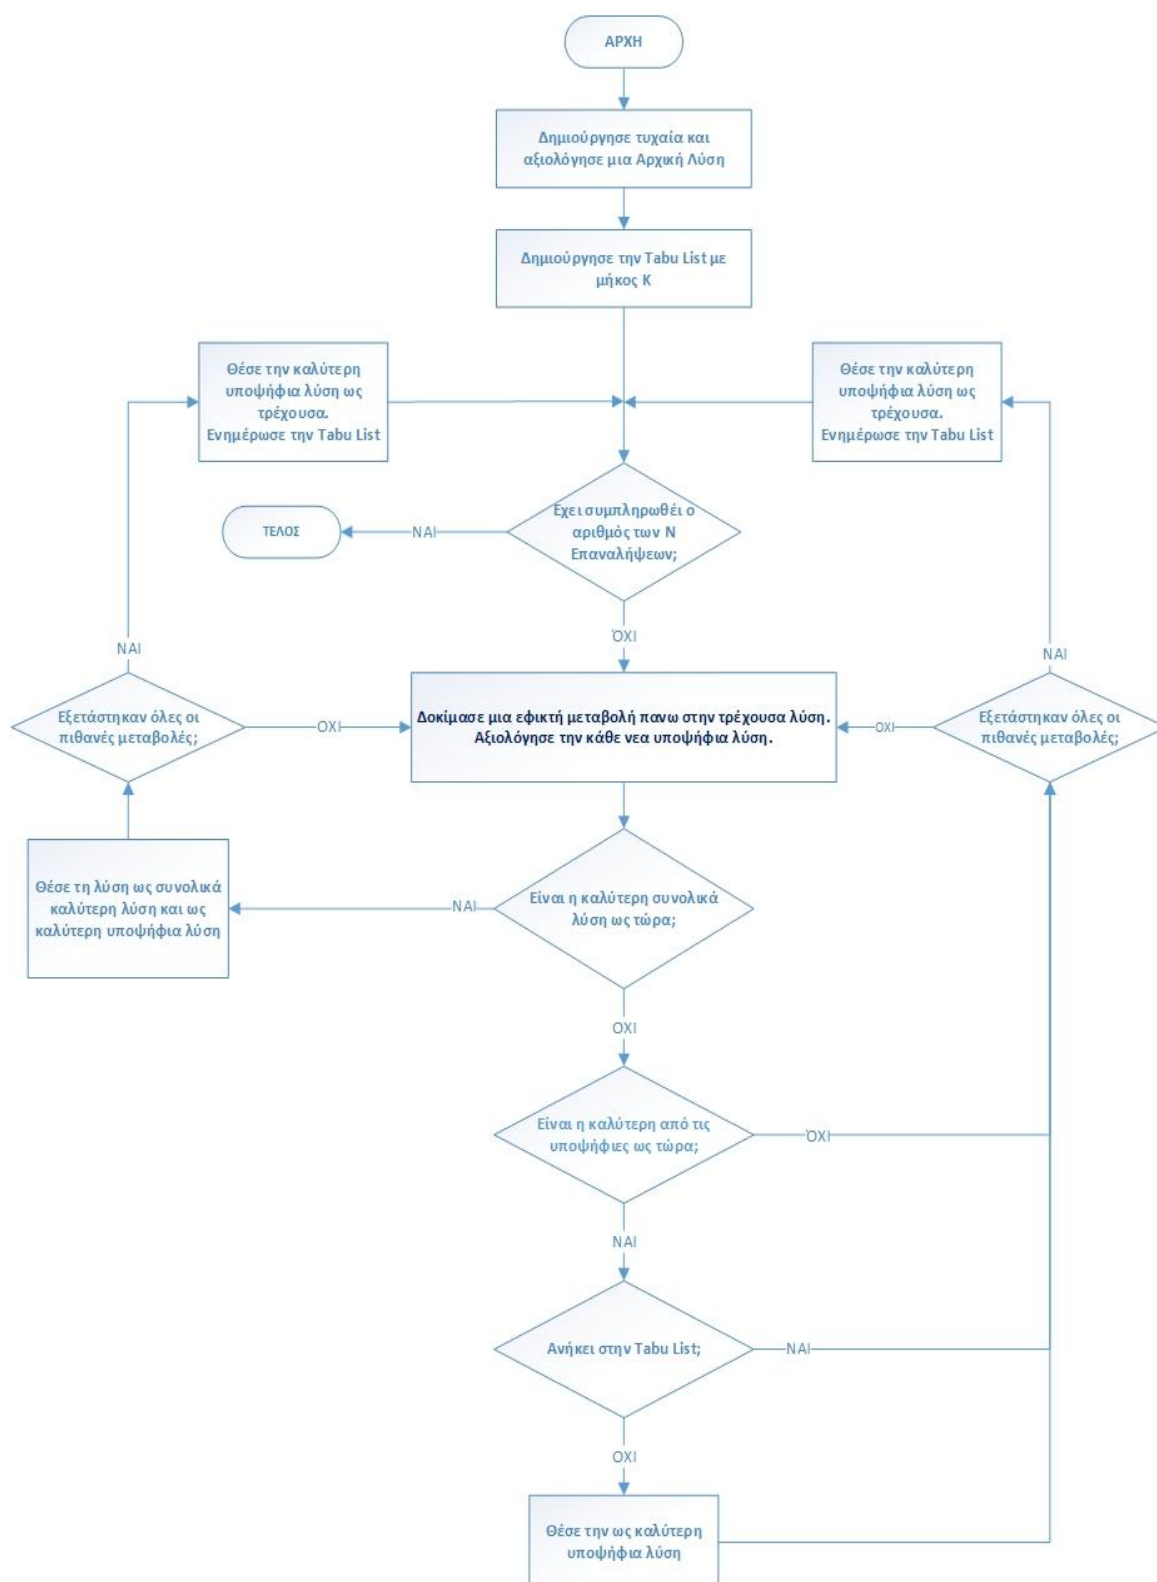 ΑΡΧΗ
Δημιούργησε τυχαία και
αξιολόγησε μια Αρχική Λύση
Δημιούργησε την Tabu List με
μήκος Κ
Θέσε την καλύτερη
υποψήφια λύση ως
τρέχουσα.
Ενημέρωσε την Tabu List
Θέσε την καλύτερη
υποψήφια λύση ως
τρέχουσα.
Ενημέρωσε την Tabu List
Έχει συμπληρωθέι ο
αριθμός των Ν
Επαναλήψεων;
ΝΑΙ
ΤΕΛΟΣ
ΌΧΙ
ΝΑΙ
ΝΑΙ
Εξετάστηκαν όλες οι
πιθανές μεταβολές;
ΟΧΙ
Δοκίμασε μια εφικτή μεταβολή πανω στην τρέχουσα λύση.
Αξιολόγησε την κάθε νεα υποψήφια λύση.
ΟΧΙ
Εξετάστηκαν όλες οι
πιθανές μεταβολές;
Θέσε τη λύση ως συνολικά
καλύτερη λύση και ως
καλύτερη υποψήφια λύση
ΝΑΙ
Είναι η καλύτερη συνολικά
λύση ως τώρα;
ΟΧΙ
Είναι η καλύτερη από τις
υποψήφιες ως τώρα;
ΌΧΙ
ΝΑΙ
Ανήκει στην Tabu List;
ΝΑΙ
ΟΧΙ
Θέσε την ως καλύτερη
υποψήφια λύση